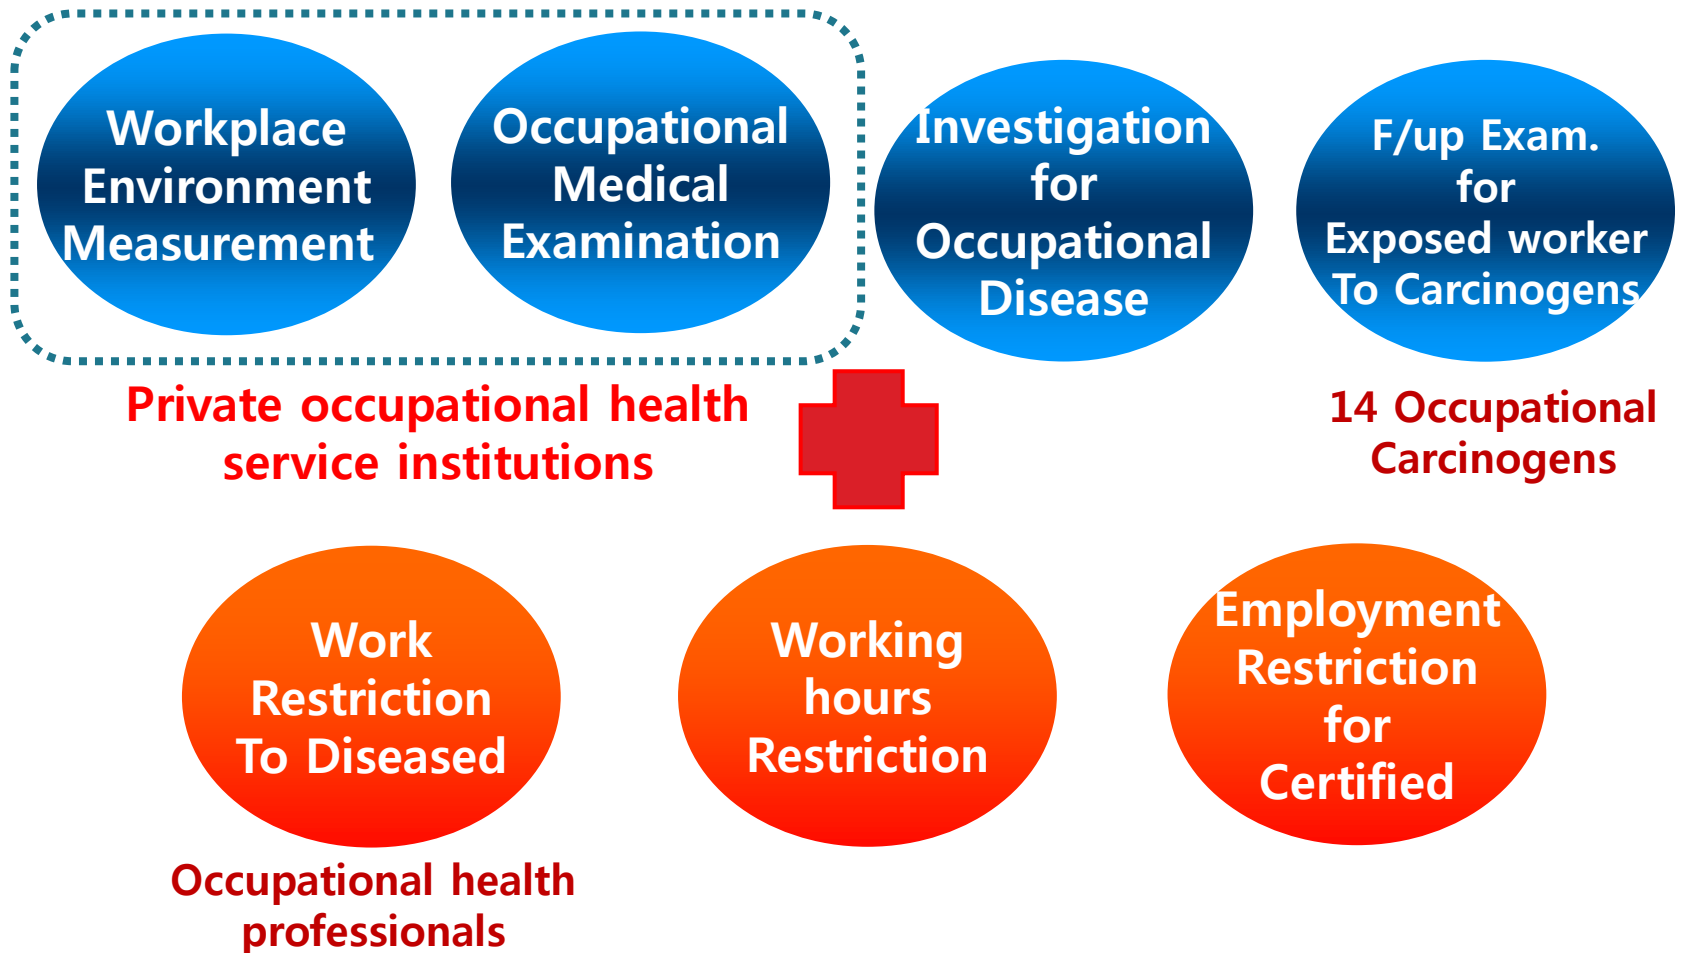 Workplace
Environment
Measurement
Occupational
Medical
Examination
Investigation
for
Occupational
Disease
F/up Exam.
for
Exposed worker
To Carcinogens
Private occupational health
service institutions
14 Occupational
Carcinogens
Work
Restriction
To Diseased
Working
hours
Restriction
Employment
Restriction
for
Certified
Occupational health
professionals